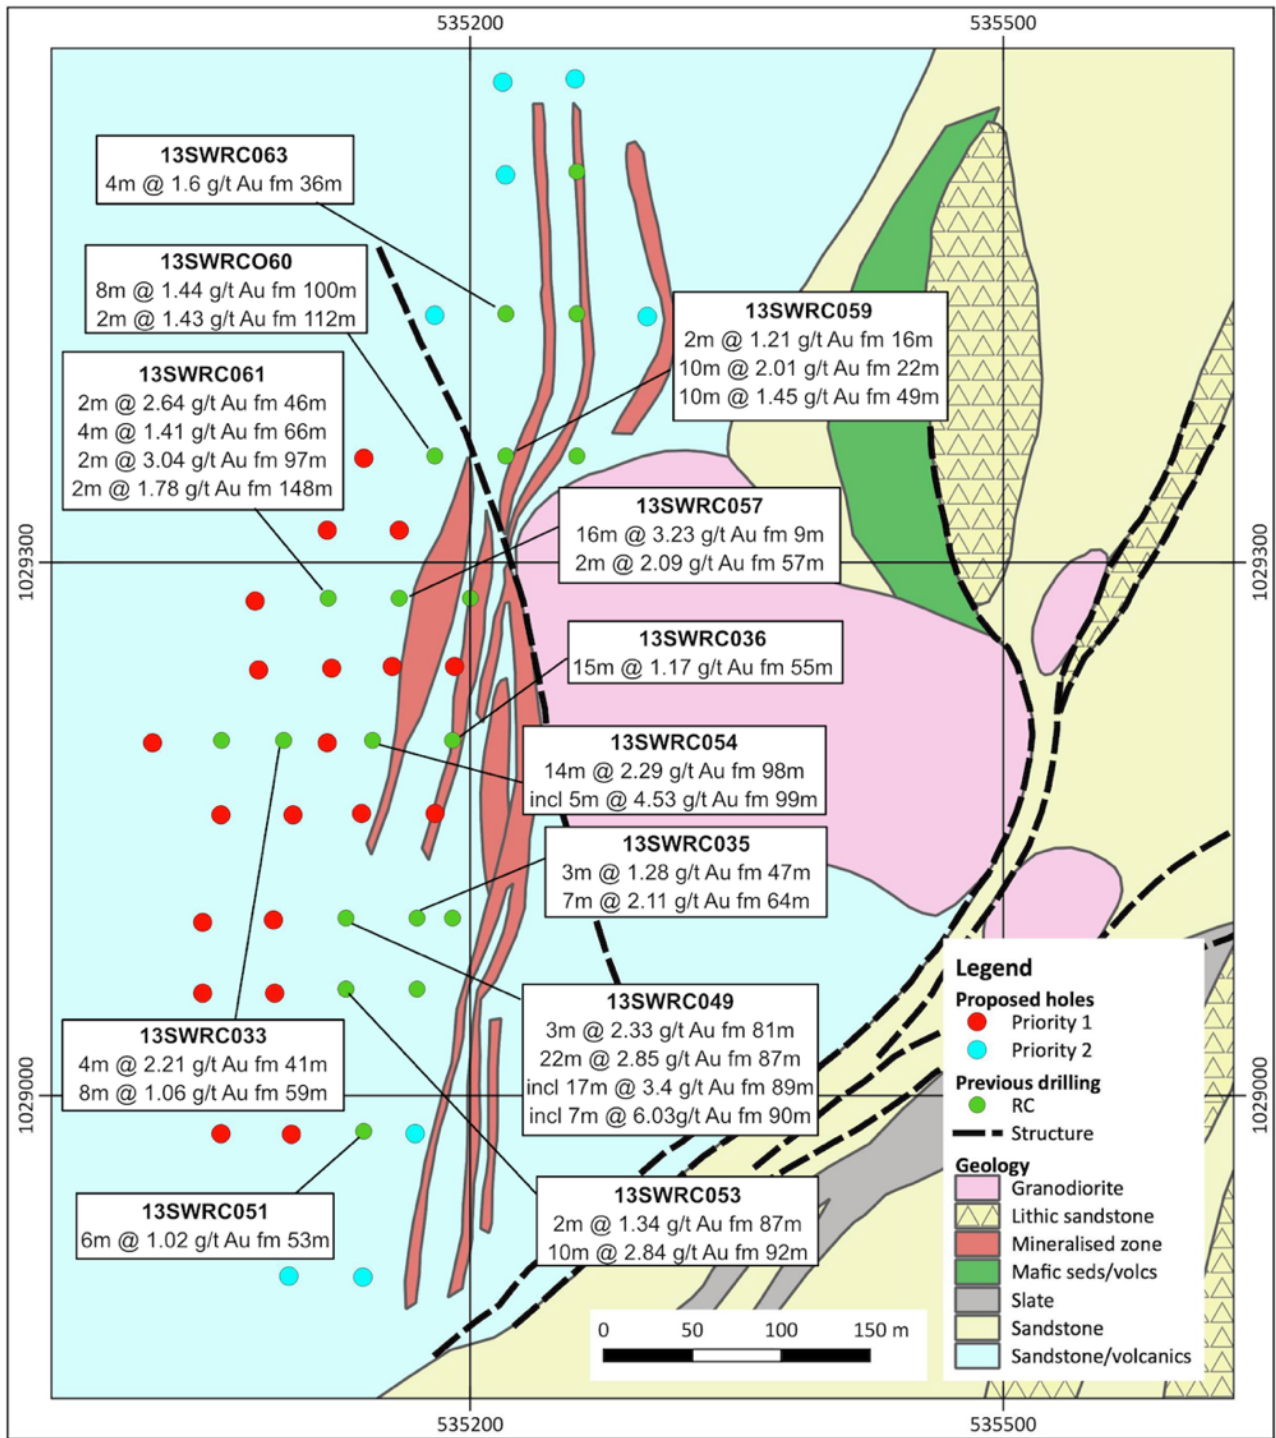 535200
535500
13SWRC063
4m @ 1.6 g/t Au fm 36m
13SWRCO60
8m @ 1.44 g/t Au fm 100m
2m @ 1.43 g/t Au fm 112m
13SWRC059
2m @ 1.21 g/t Au fm 16m
10m @ 2.01 g/t Au fm 22m
10m @ 1.45 g/t Au fm 49m
13SWRC061
2m @ 2.64 g/t Au fm 46m
4m @ 1.41 g/t Au fm 66m
2m @ 3.04 g/t Au fm 97m
2m @ 1.78 g/t Au fm 148m
13SWRC057
16m @ 3.23 g/t Au fm 9m
2m @ 2.09 g/t Au fm 57m
1029300
1029300
13SWRC036
15m @ 1.17 g/t Au fm 55m
13SWRC054
14m @ 2.29 g/t Au fm 98m
incl 5m @ 4.53 g/t Au fm 99m
13SWRC035
3m @ 1.28 g/t Au fm 47m
7m @ 2.11 g/t Au fm 64m
13SWRC049
3m @ 2.33 g/t Au fm 81m
22m @ 2.85 g/t Au fm 87m
incl 17m @ 3.4 g/t Au fm 89m
incl 7m @ 6.03g/t Au fm 90m
13SWRC033
4m @ 2.21 g/t Au fm 41m
8m @ 1.06 g/t Au fm 59m
1029000
1029000
13SWRC053
2m @ 1.34 g/t Au fm 87m
10m @ 2.84 g/t Au fm 92m
13SWRC051
6m @ 1.02 g/t Au fm 53m
Legend
Proposed holes
Priority 1
Priority 2
Previous drilling
RC
Structure
Geology
Granodiorite
Lithic sandstone
Mineralised zone
Mafic seds/volcs
Slate
Sandstone
Sandstone/volcanics
0 50 100 150 m
535200
535500